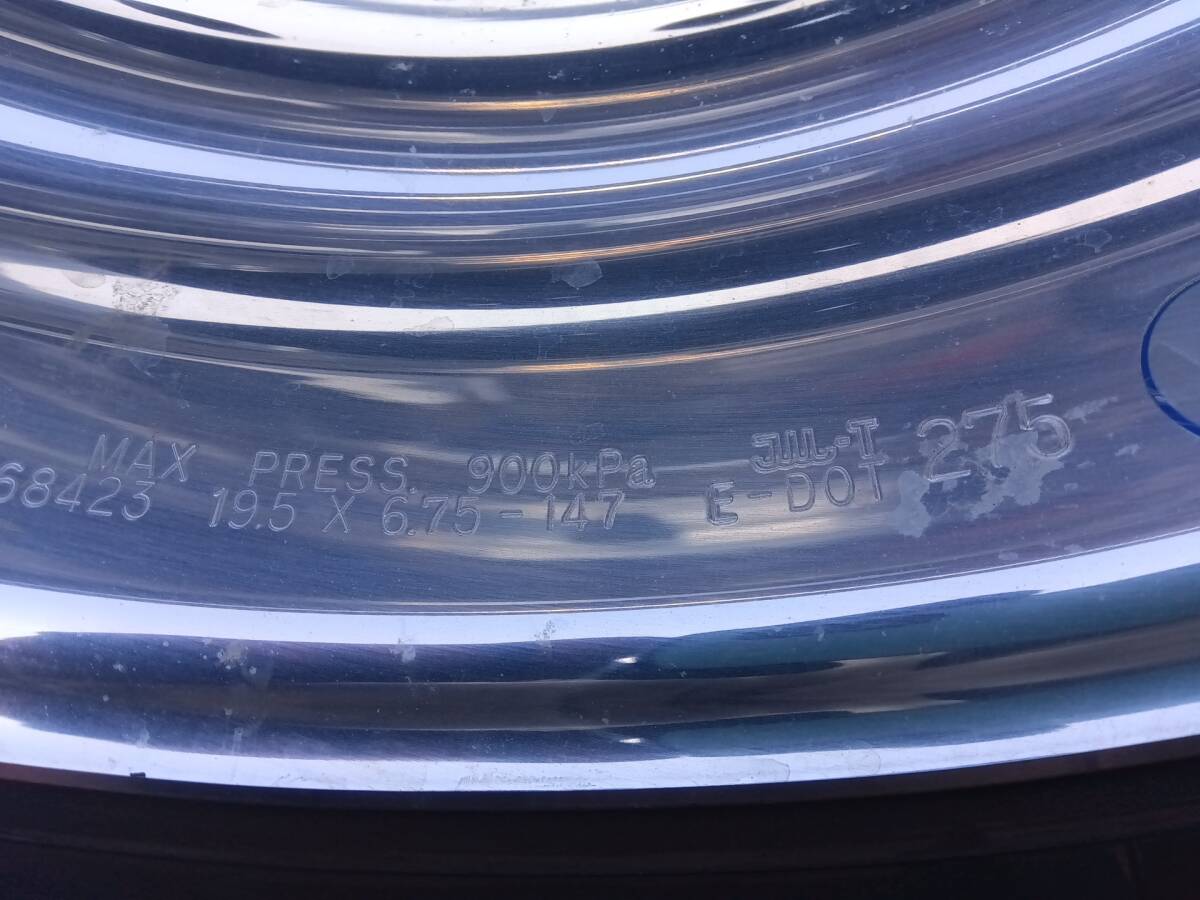 MAX PRESS. 900kPa JWL-T 275
68423 19.5 X 6.75-147 E-DOT